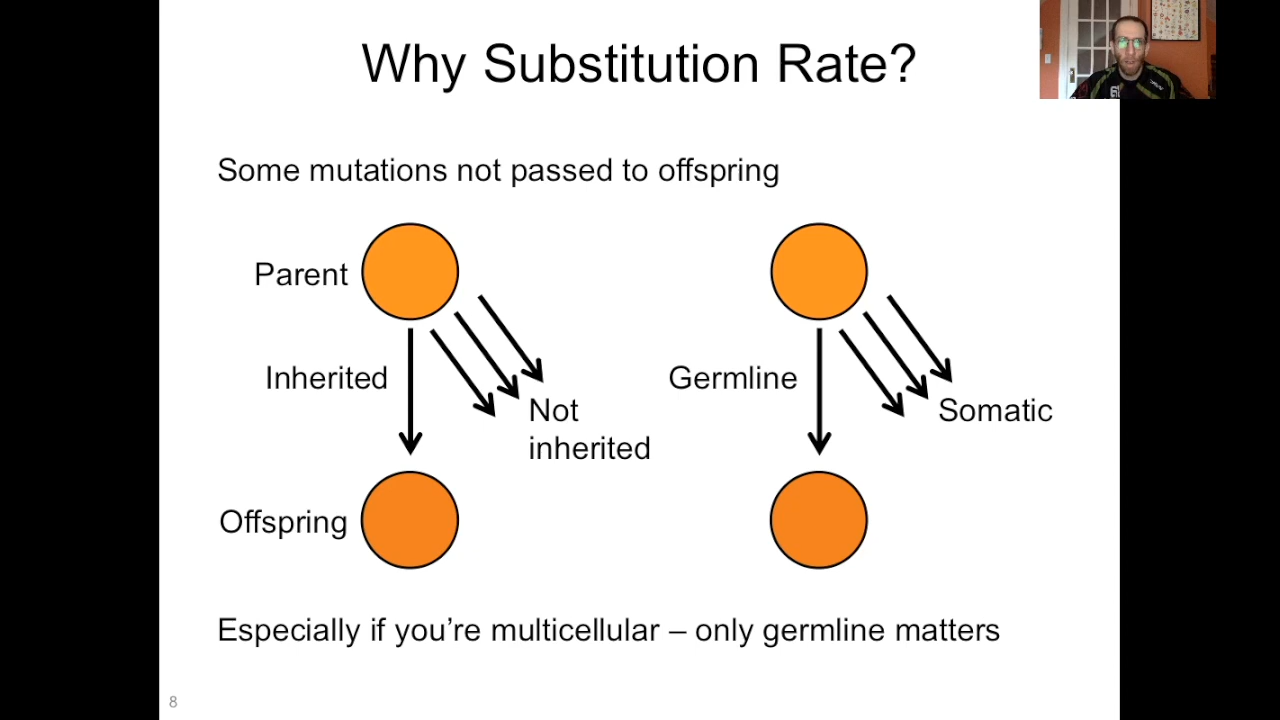 Why Substitution Rate?
Some mutations not passed to offspring
Parent
Inherited
Not
inherited
Offspring
Germline
Somatic
Especially if you’re multicellular – only germline matters
8